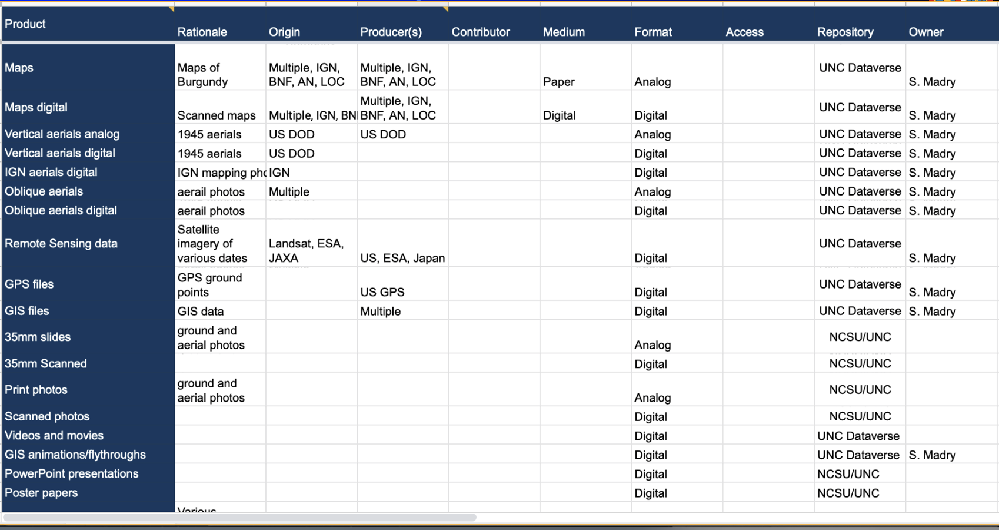 Product Rationale Origin Producer(s) Contributor Medium Format Access Repository Owner
Maps Maps of Burgundy Multiple, IGN, BNF, AN, LOC Multiple, IGN, BNF, AN, LOC Paper Analog UNC Dataverse S. Madry
Maps digital Scanned maps Multiple, IGN, BN Multiple, IGN, BNF, AN, LOC Digital Digital UNC Dataverse S. Madry
Vertical aerials analog 1945 aerials US DOD US DOD Analog UNC Dataverse S. Madry
Vertical aerials digital 1945 aerials US DOD Digital UNC Dataverse S. Madry
IGN aerials digital IGN mapping pho IGN Digital UNC Dataverse S. Madry
Oblique aerials aerail photos Multiple Analog UNC Dataverse S. Madry
Oblique aerials digital aerail photos Digital UNC Dataverse S. Madry
Remote Sensing data Satellite imagery of various dates Landsat, ESA, JAXA US, ESA, Japan Digital UNC Dataverse S. Madry
GPS files GPS ground points US GPS Digital UNC Dataverse S. Madry
GIS files GIS data Multiple Digital UNC Dataverse S. Madry
35mm slides ground and aerial photos Analog NCSU/UNC
35mm Scanned Digital NCSU/UNC
Print photos ground and aerial photos Analog NCSU/UNC
Scanned photos Digital NCSU/UNC
Videos and movies Digital UNC Dataverse
GIS animations/flythroughs Digital UNC Dataverse S. Madry
PowerPoint presentations Digital NCSU/UNC
Poster papers Digital NCSU/UNC
Various